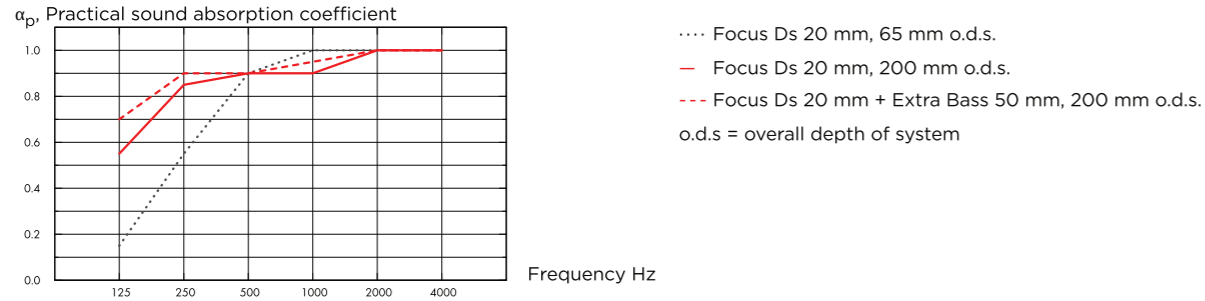 αp, Practical sound absorption coefficient
1.0
0.8
0.6
0.4
0.2
0.0
125 250 500 1000 2000 4000
Frequency Hz
Focus Ds 20 mm, 65 mm o.d.s.
Focus Ds 20 mm, 200 mm o.d.s.
Focus Ds 20 mm + Extra Bass 50 mm, 200 mm o.d.s.
o.d.s = overall depth of system